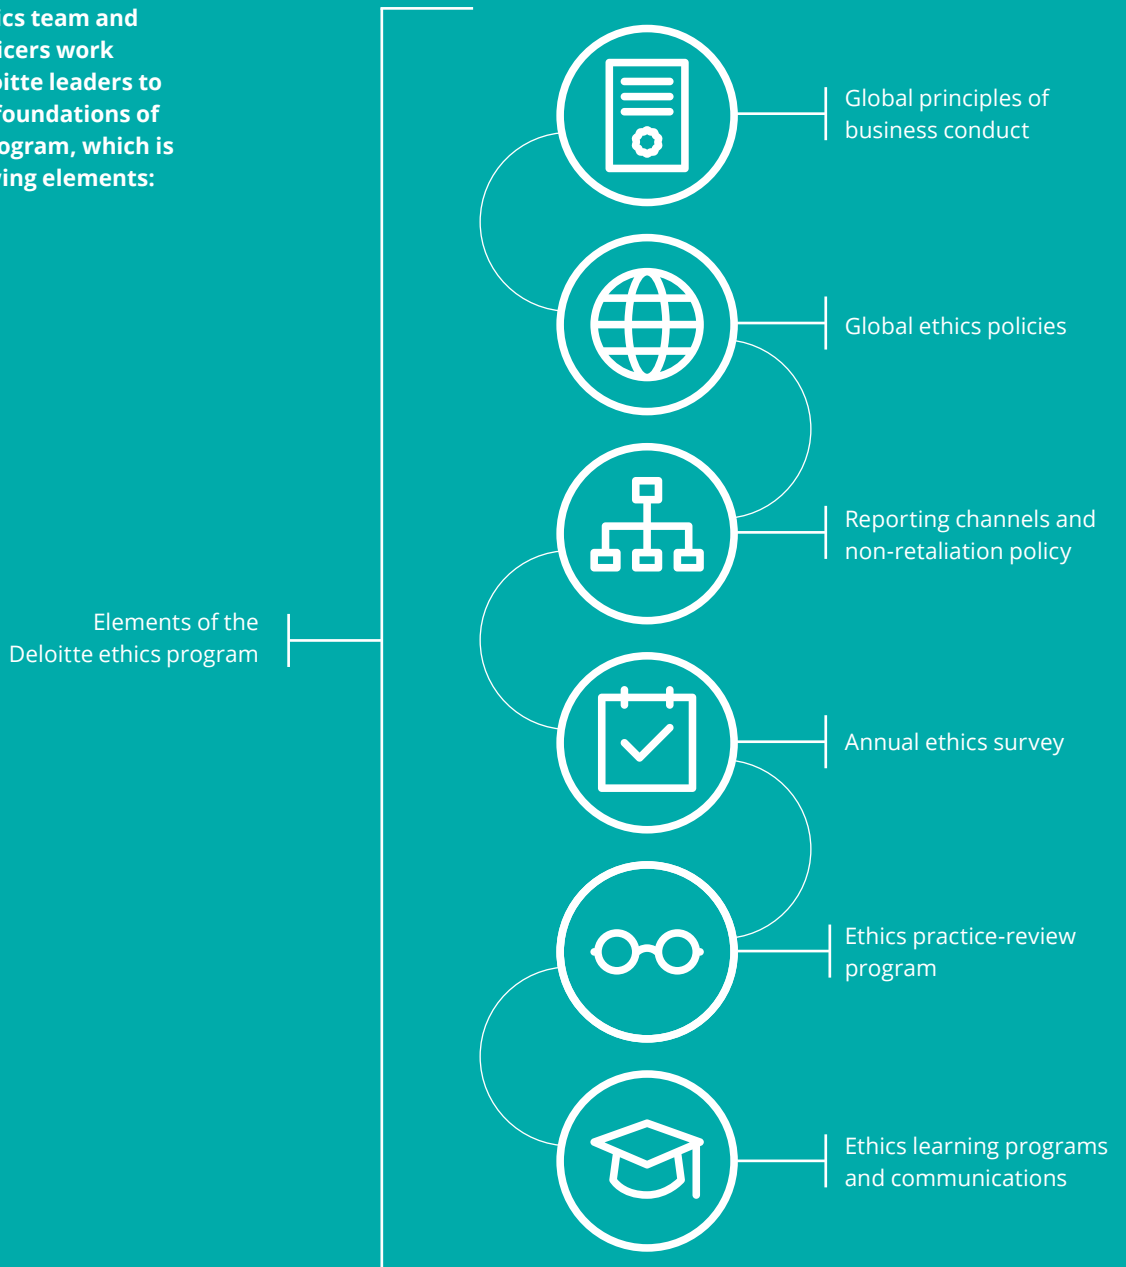 ics team and
icers work
oitte leaders to
foundations of
ogram, which is
ving elements:
Global principles of
business conduct
Global ethics policies
Reporting channels and
non-retaliation policy
Elements of the
Deloitte ethics program
Annual ethics survey
Ethics practice-review
program
Ethics learning programs
and communications